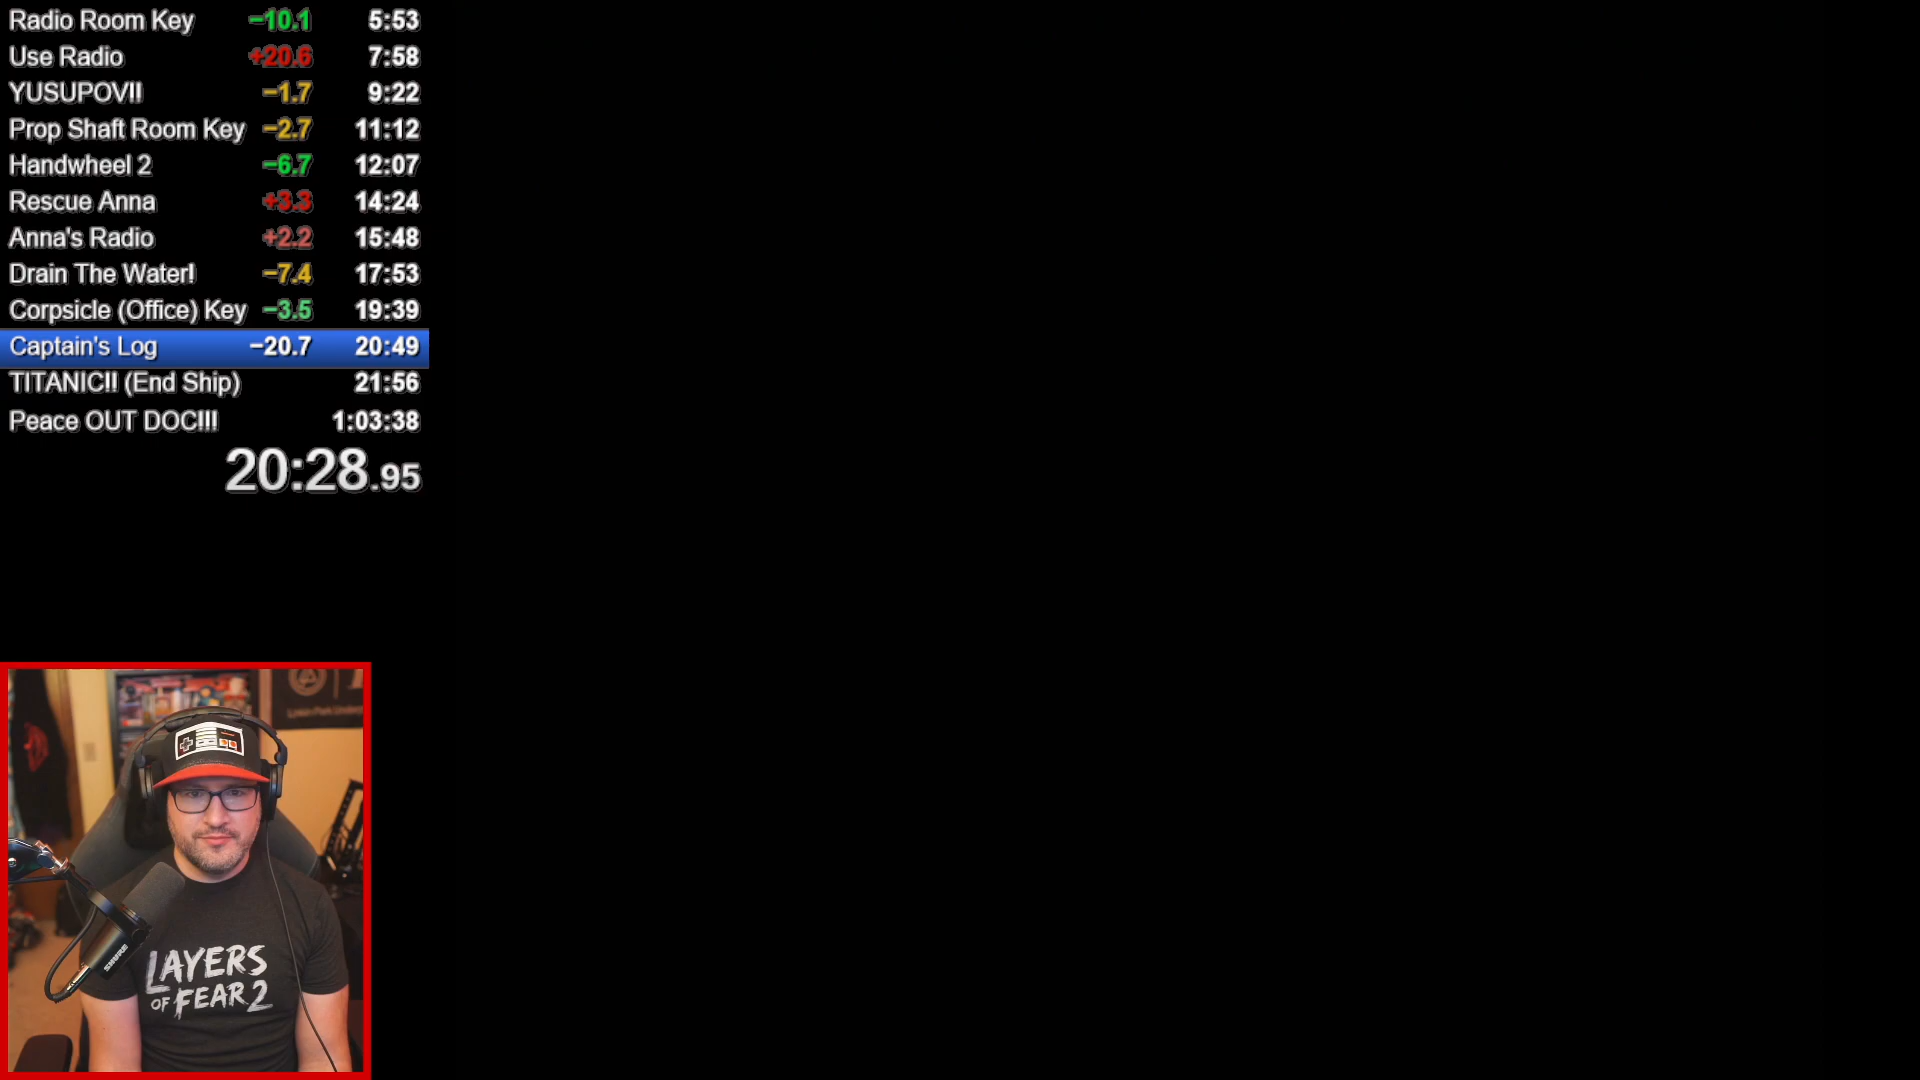 Radio Room Key −10.1 5:53
Use Radio +20.6 7:58
YUSUPOV!! −1.7 9:22
Prop Shaft Room Key −2.7 11:12
Handwheel 2 −6.7 12:07
Rescue Anna +3.3 14:24
Anna's Radio +2.2 15:48
Drain The Water! −7.4 17:53
Corpsicle (Office) Key −3.5 19:39
Captain's Log −20.7 20:49
TITANIC!! (End Ship) 21:56
Peace OUT DOC!!! 1:03:38
20:28.95
SHURE
LAYERS
OF FEAR 2